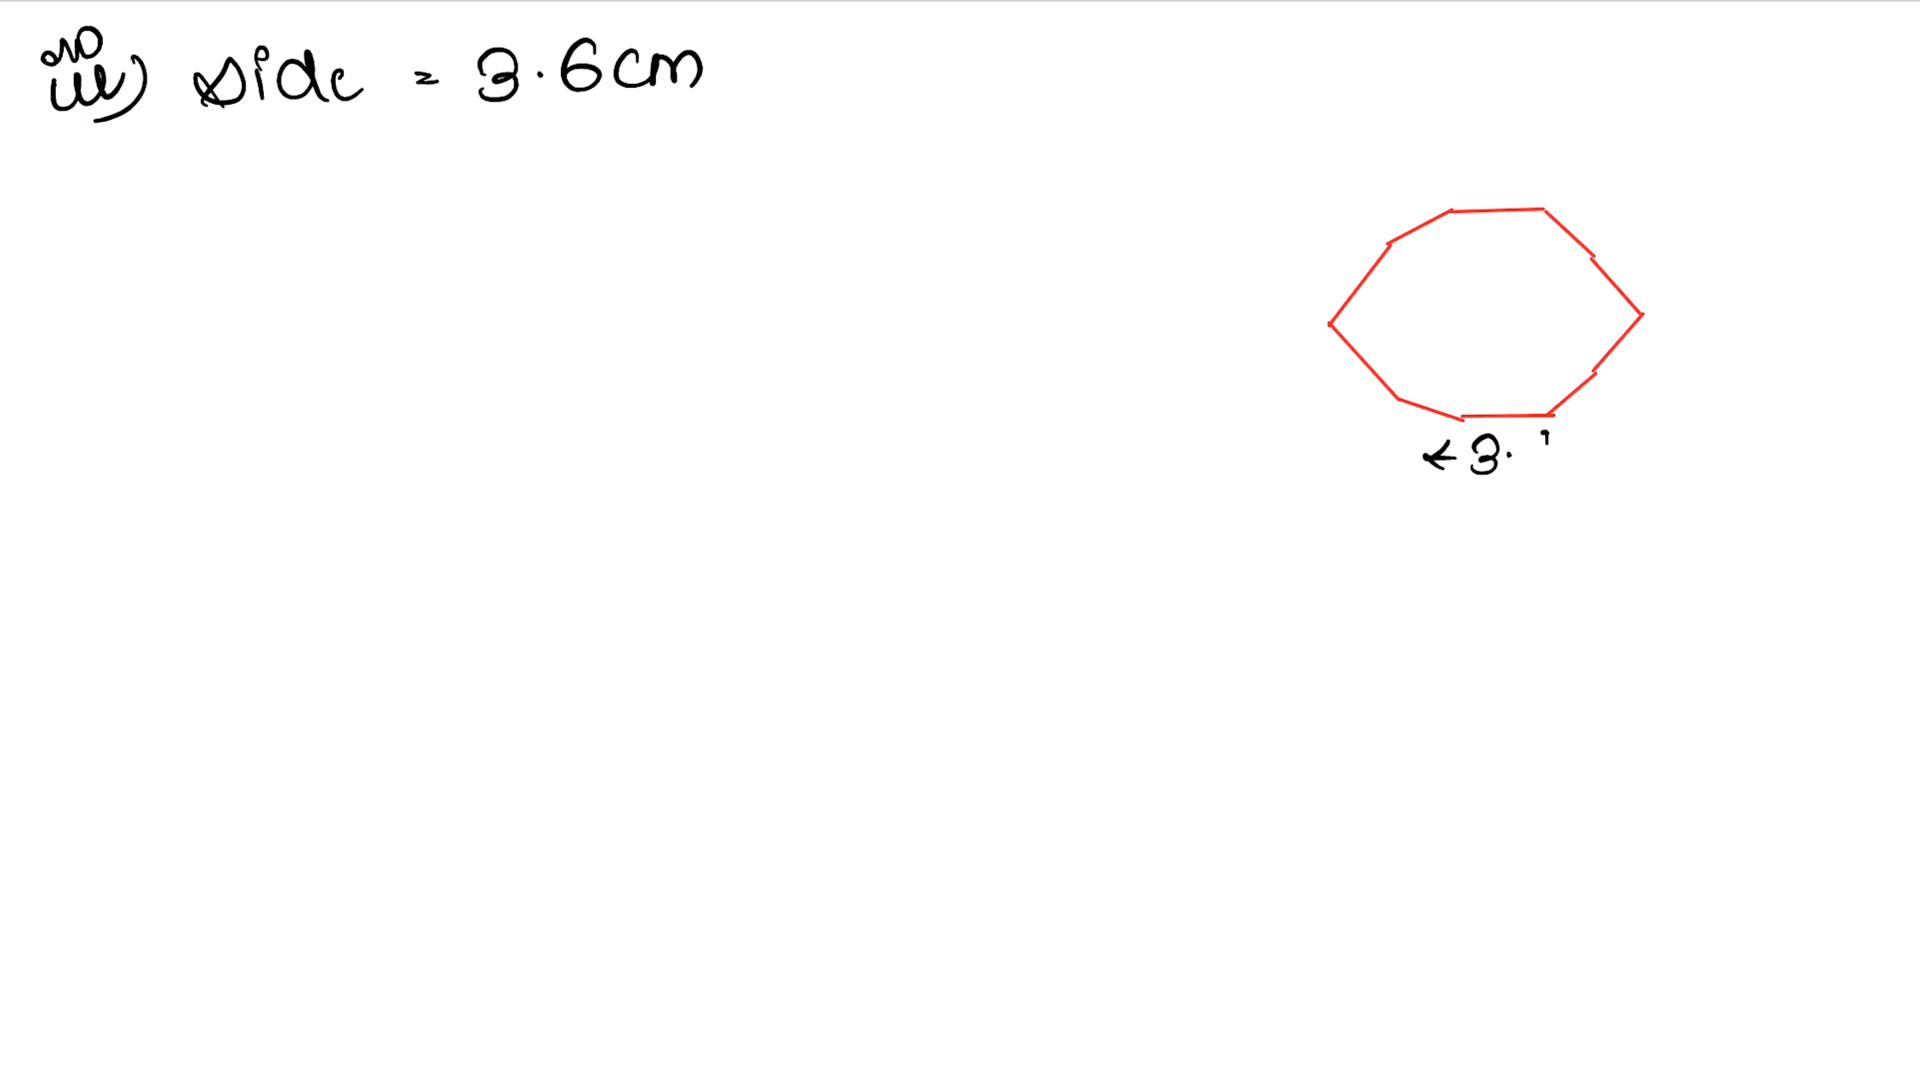 iii) side = 3.6cm
← 3.